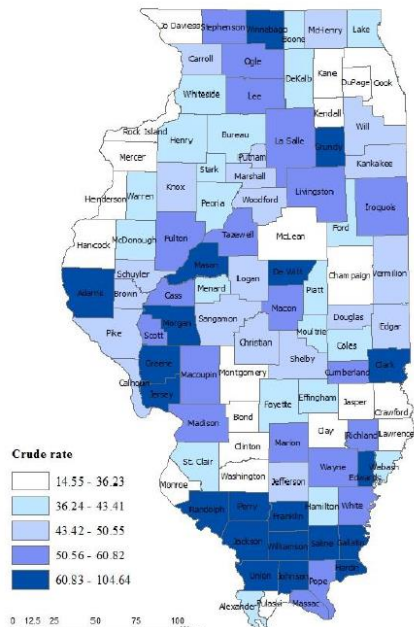 Jo Daviess Stephenson Winnebago Boone McHenry Lake
Carroll Ogle DeKalb Kane DuPage Cook
Whiteside Lee Kendall
Rock Island Henry Bureau La Salle Grundy Will
Mercer Stark Putnam Kankakee
Henderson Warren Knox Peoria Marshall Woodford Livingston Iroquois
Hancock McDonough Fulton Tazewell McLean Ford
Schuyler Mason De Witt Champaign Vermilion
Adams Brown Cass Menard Logan Piatt
Pike Scott Morgan Sangamon Macon Moultrie Douglas Edgar
Christian Coles
Greene Macoupin Shelby Cumberland Clark
Calhoun Jersey Montgomery
Fayette Effingham Jasper Crawford
Madison Bond Clay Richland Lawrence
Clinton Marion
St. Clair Wayne Edwards Wabash
Monroe Washington Jefferson
Randolph Perry Franklin Hamilton White
Jackson Williamson Saline Gallatin
Union Johnson Pope Hardin
Alexander Pulaski Massac
Crude rate
14.55 - 36.23
36.24 - 43.41
43.42 - 50.55
50.56 - 60.82
60.83 - 104.64
0 12.5 25 50 75 100